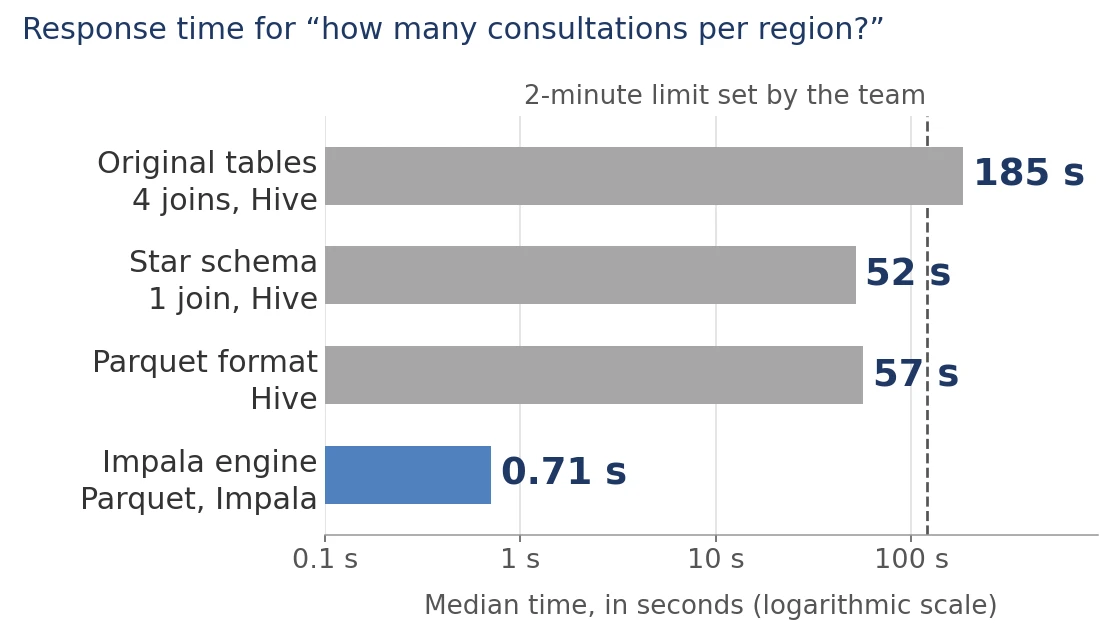 Response time for “how many consultations per region?”
2-minute limit set by the team
Original tables
4 joins, Hive
185 s
Star schema
1 join, Hive
52 s
Parquet format
Hive
57 s
Impala engine
Parquet, Impala
0.71 s
0.1 s
1 s
10 s
100 s
Median time, in seconds (logarithmic scale)